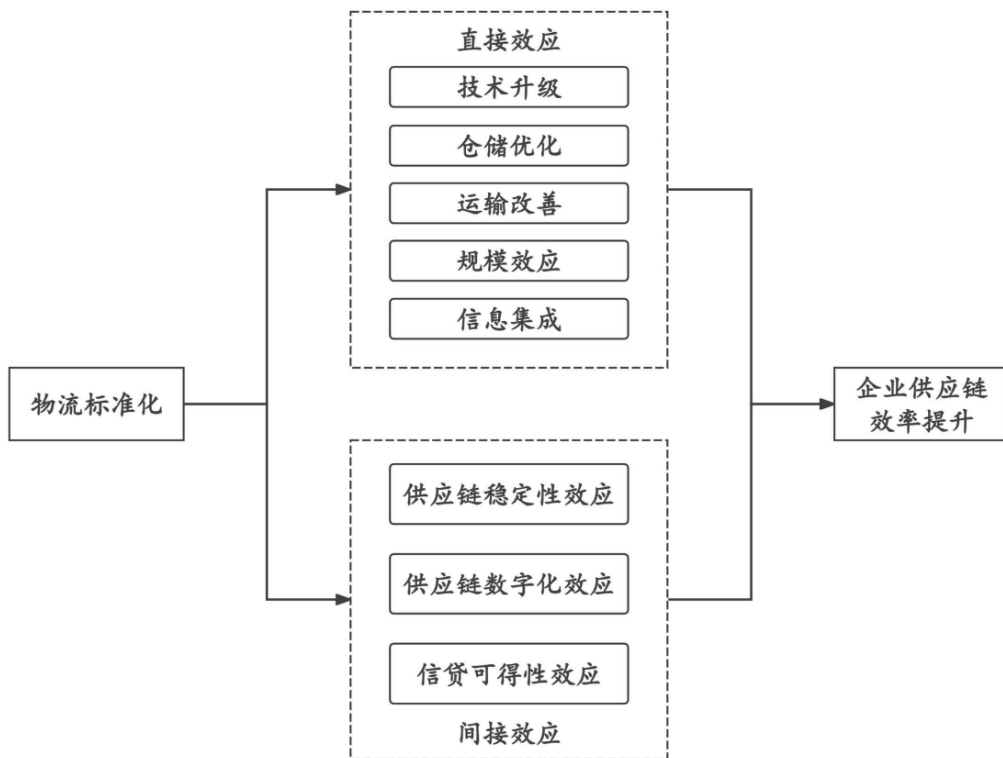 直接效应
技术升级
仓储优化
运输改善
规模效应
信息集成
物流标准化
企业供应链
效率提升
供应链稳定性效应
供应链数字化效应
信贷可得性效应
间接效应